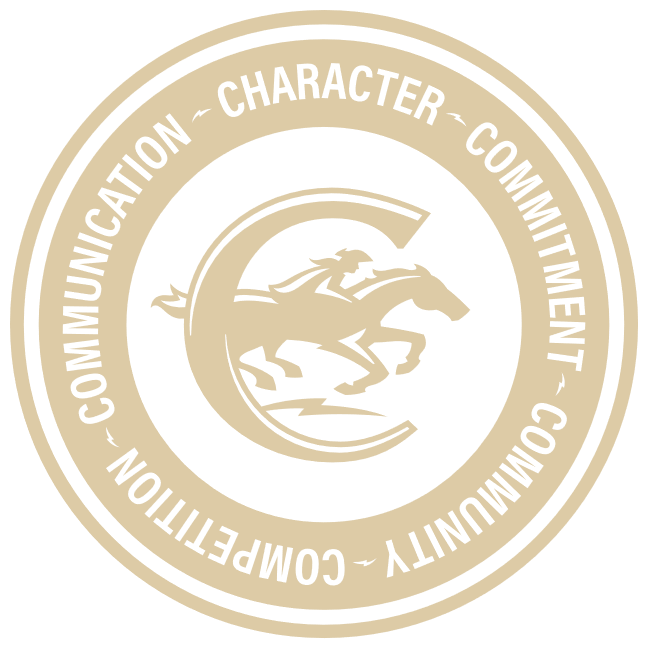 CHARACTER
COMMITMENT
COMMUNITY
COMPETITION
COMMUNICATION
C